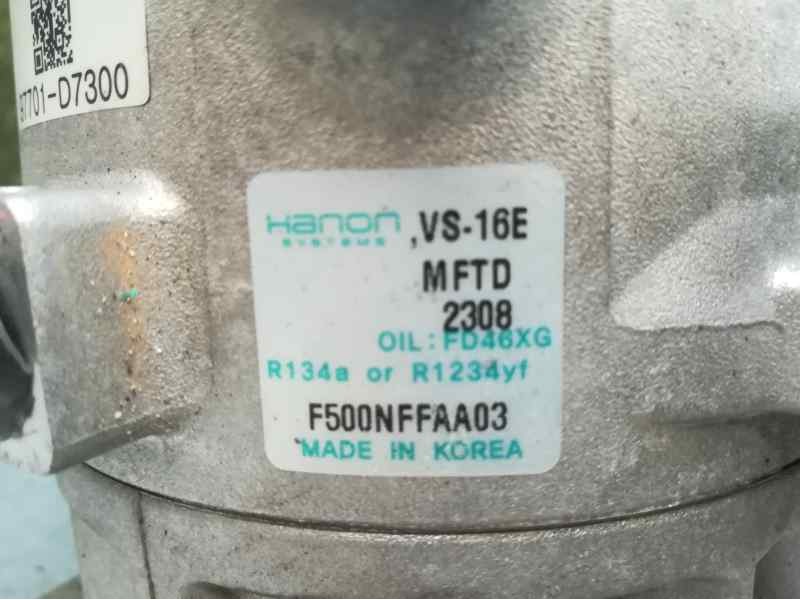 97701-D7300
HANON ,VS-16E
SYSTEMS
MFTD
2308
OIL: FD46XG
R134a or R1234yf
F500NFFAA03
MADE IN KOREA